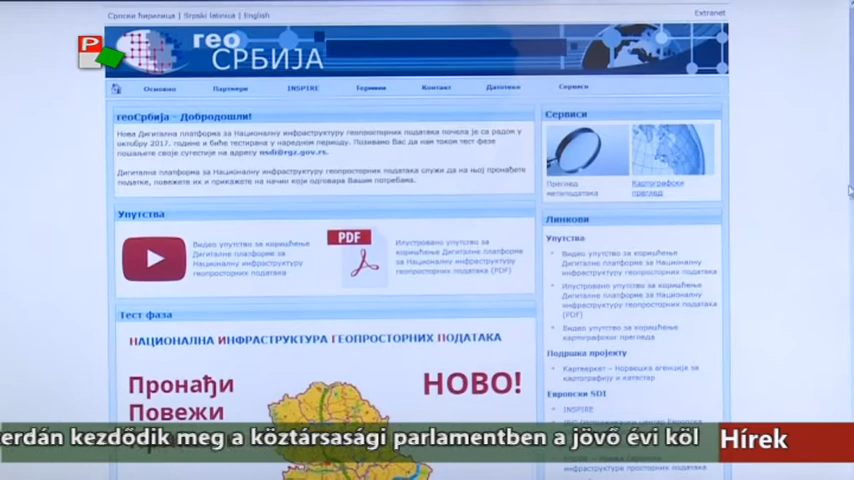 Српски ћирилица | Srpski latinica | English
Extranet
P
гео
СРБИЈА
Основно Партнери INSPIRE Термини Контакт Датотеке Сервиси
геоСрбија - Добродошли!
Нова Дигитална платформа за Националну инфраструктуру геопросторних података почела је са радом у
октобру 2017. године и биће тестирана у наредном периоду. Позивамо Вас да нам током тест фазе
пошаљете своје сугестије на адресу nsdi@rgz.gov.rs.
Дигитална платформа за Националну инфраструктуру геопросторних података служи да на њој пронађете
податке, повежете их и прикажете на начин који одговара Вашим потребама.
Сервиси
Преглед
метаподатака
Картографски
преглед
Упутства
Видео упутство за коришћење
Дигиталне платформе за
Националну инфраструктуру
геопросторних података
PDF
Илустровано упутство за
коришћење Дигиталне платформе
за Националну инфраструктуру
геопросторних података (PDF)
Линкови
Упутства
Видео упутство за коришћење
Дигиталне платформе за
Националну инфраструктуру
геопросторних података
Илустровано упутство за
коришћење Дигиталне
платформе за Националну
инфраструктуру
геопросторних података
(PDF)
Видео упутство за коришћење
картографског прегледа
Подршка пројекту
Картверкет - Норвешка агенција за
картографију и катастар
Европски SDI
INSPIRE
Тест фаза
НАЦИОНАЛНА ИНФРАСТРУКТУРА ГЕОПРОСТОРНИХ ПОДАТАКА
Пронађи
Повежи
НОВО!
zerdán kezdődik meg a köztársasági parlamentben a jövő évi köl
Hírek